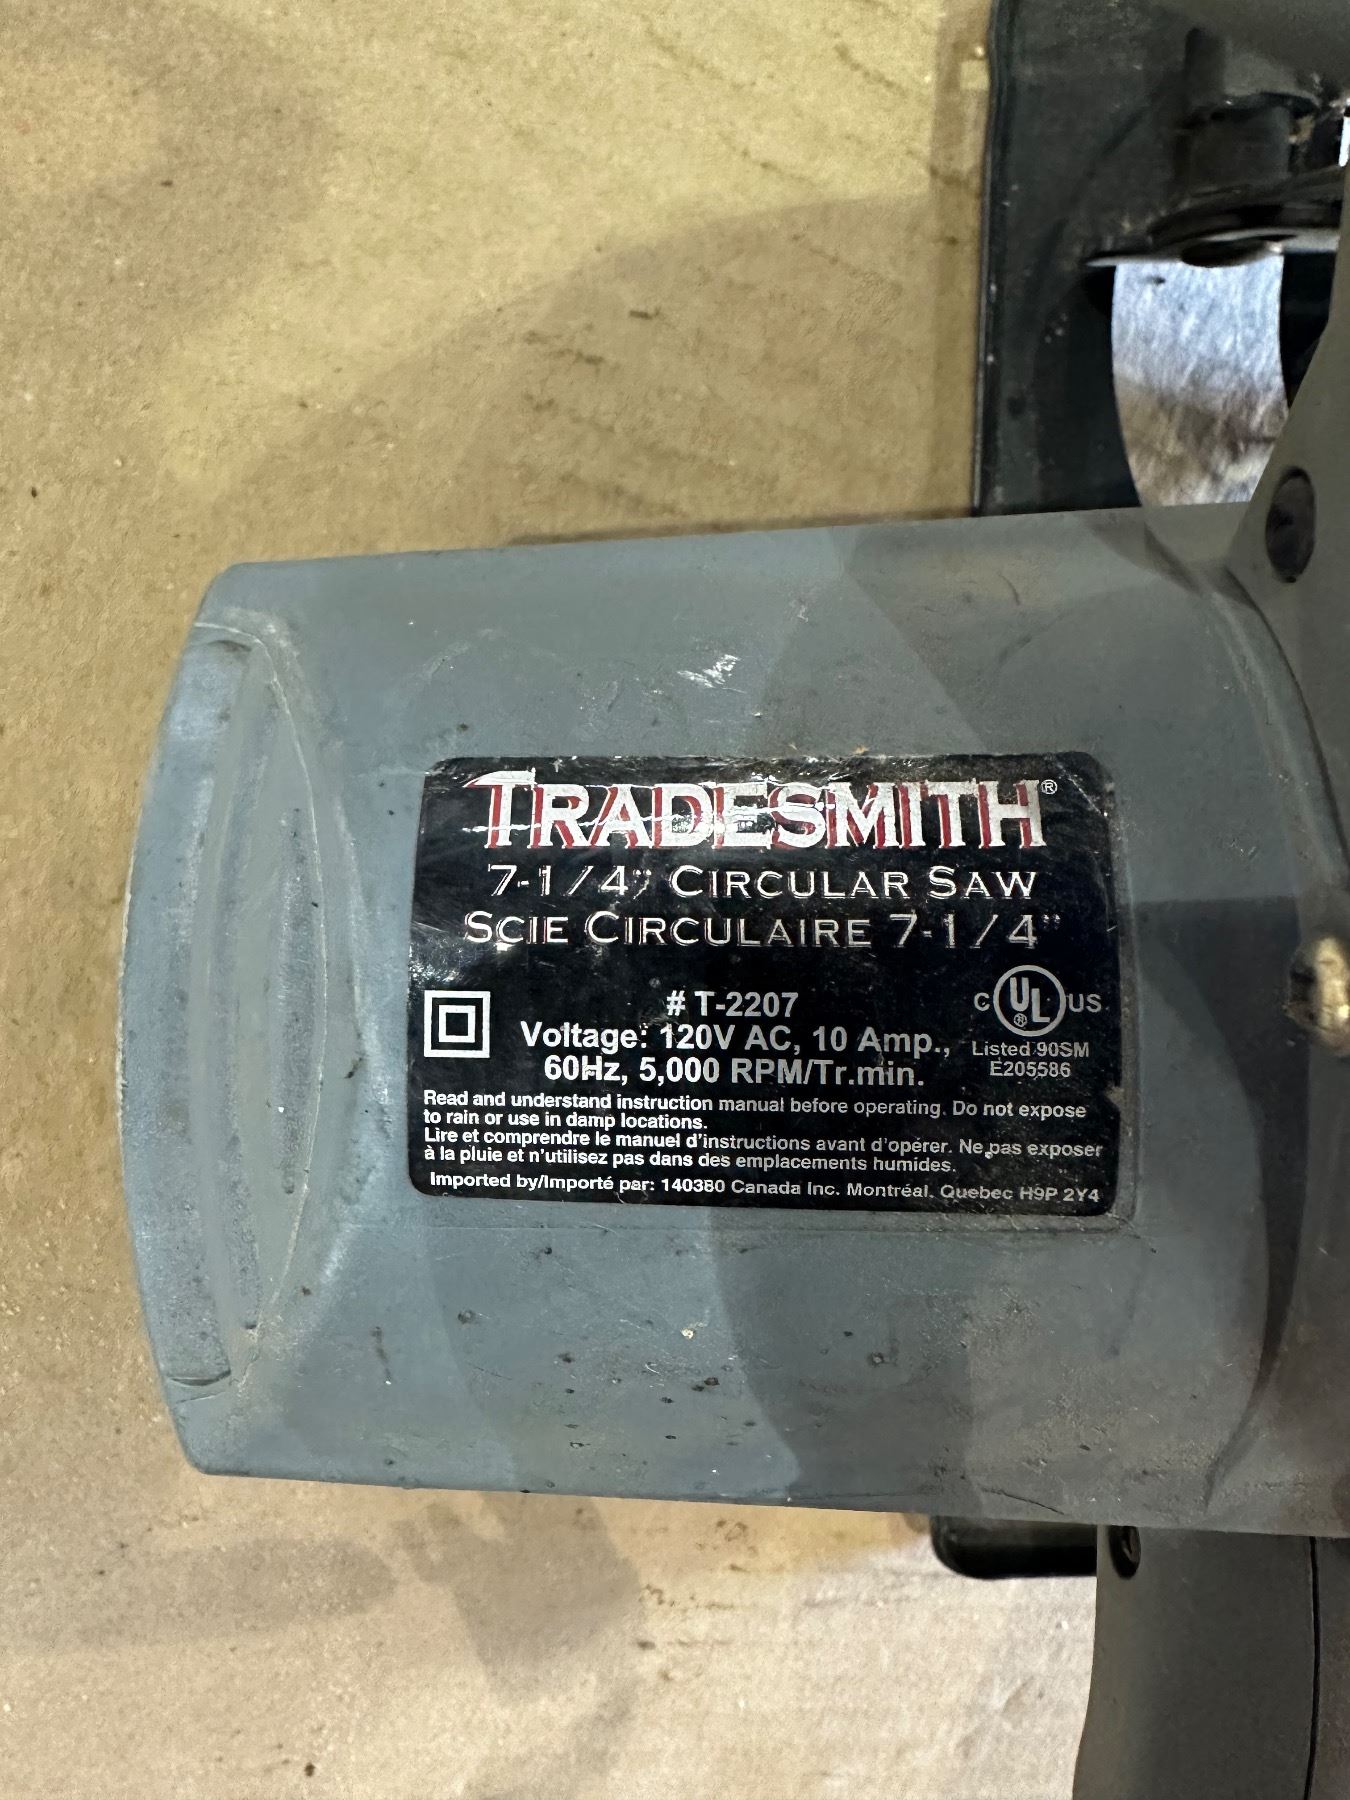 TRADESMITH®
7-1/4" CIRCULAR SAW
SCIE CIRCULAIRE 7-1/4"
# T-2207
Voltage: 120V AC, 10 Amp.,
60Hz, 5,000 RPM/Tr.min.
C UL® US
Listed 90SM
E205586
Read and understand instruction manual before operating. Do not expose
to rain or use in damp locations.
Lire et comprendre le manuel d'instructions avant d'opérer. Ne pas exposer
à la pluie et n'utilisez pas dans des emplacements humides.
Imported by/Importé par: 140380 Canada Inc. Montréal, Quebec H9P 2Y4